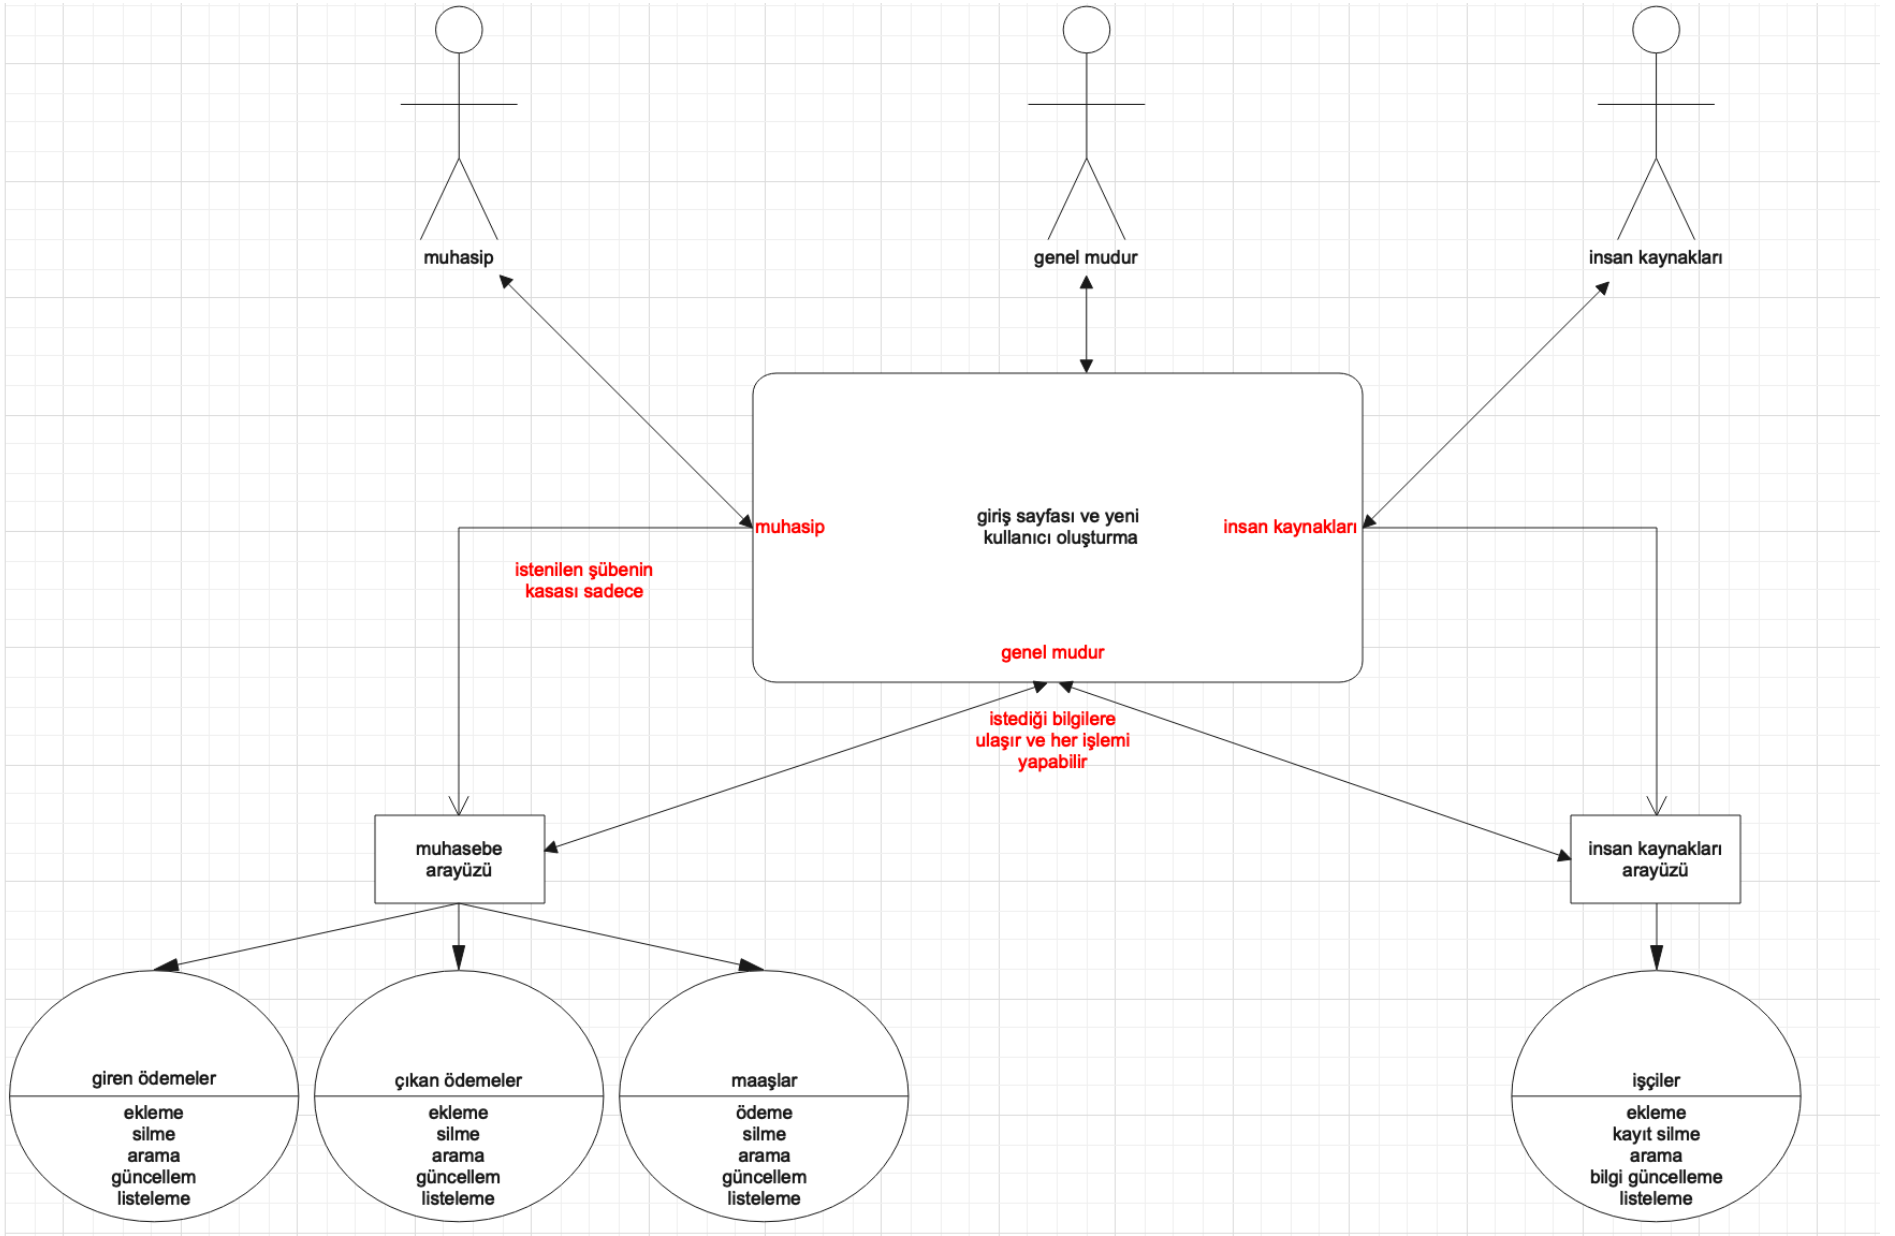 muhasip
genel mudur
insan kaynakları
muhasip
giriş sayfası ve yeni
kullanıcı oluşturma
insan kaynakları
istenilen şübenin
kasası sadece
genel mudur
istediği bilgilere
ulaşır ve her işlemi
yapabilir
muhasebe
arayüzü
insan kaynakları
arayüzü
giren ödemeler
ekleme
silme
arama
güncellem
listeleme
çıkan ödemeler
ekleme
silme
arama
güncellem
listeleme
maaşlar
ödeme
silme
arama
güncellem
listeleme
işçiler
ekleme
kayıt silme
arama
bilgi güncelleme
listeleme